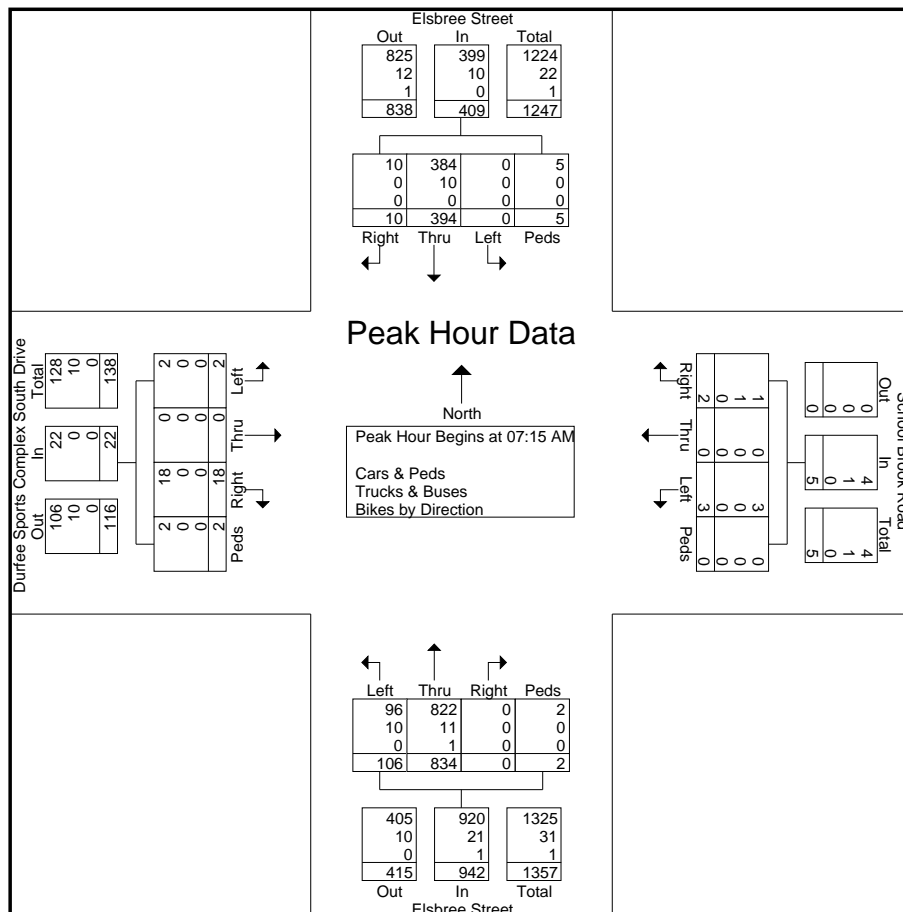 Elsbree Street
Out In Total
825 399 1224
12 10 22
1 0 1
838 409 1247
10 384 0 5
0 10 0 0
0 0 0 0
10 394 0 5
Right Thru Left Peds
Peak Hour Data
North
Peak Hour Begins at 07:15 AM
Cars & Peds
Trucks & Buses
Bikes by Direction
Durfee Sports Complex South Drive
Total In Out
128 22 106
10 0 10
0 0 0
138 22 116
2 0 18 2
0 0 0 0
0 0 0 0
2 0 18 2
Left Thru Right Peds
Right Thru Left Peds
1 0 3 0
1 0 0 0
0 0 0 0
2 0 3 0
Out In Total
0 4 4
0 1 1
0 0 0
0 5 5
Brook Road
Left Thru Right Peds
96 822 0 2
10 11 0 0
0 1 0 0
106 834 0 2
405 920 1325
10 21 31
0 1 1
415 942 1357
Out In Total
Elsbree Street